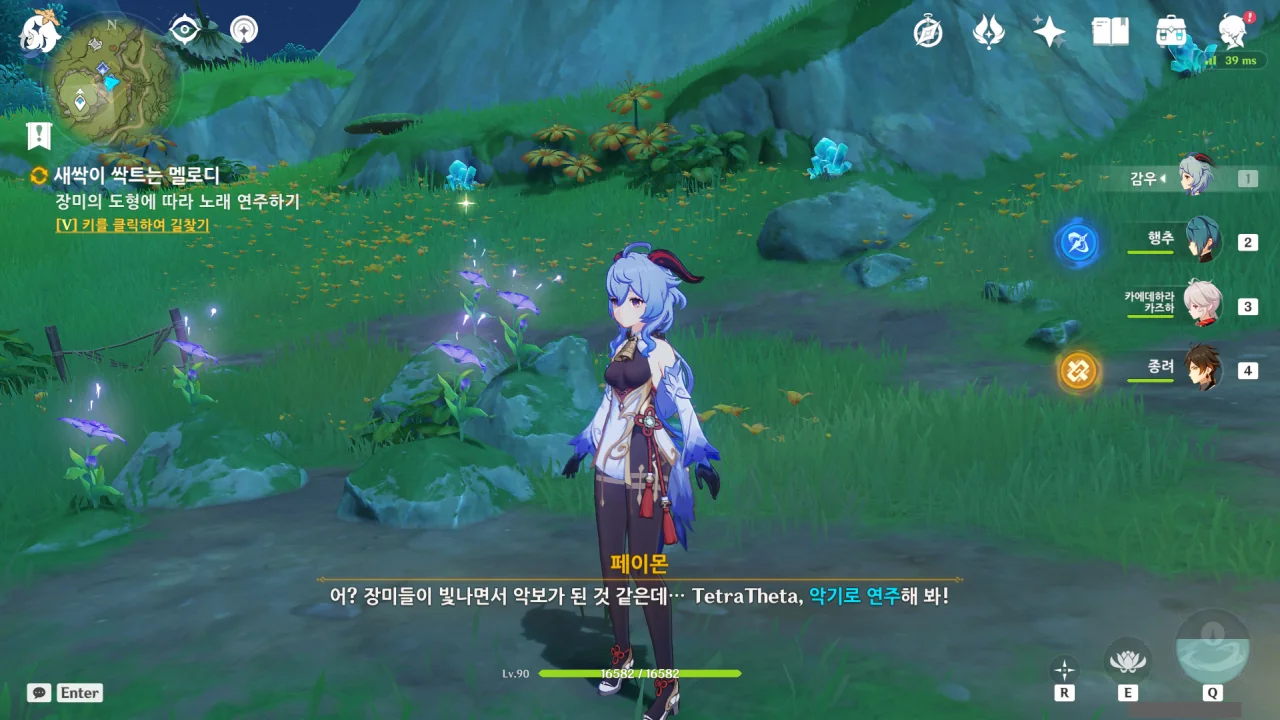 N
39 ms
새싹이 싹트는 멜로디
장미의 도형에 따라 노래 연주하기
[V] 키를 클릭하여 길찾기
감우 1
행추 2
카에데하라
카즈하 3
종려 4
페이몬
어? 장미들이 빛나면서 악보가 된 것 같은데… TetraTheta, 악기로 연주해 봐!
Lv.90 16582 / 16582
Enter
R E Q